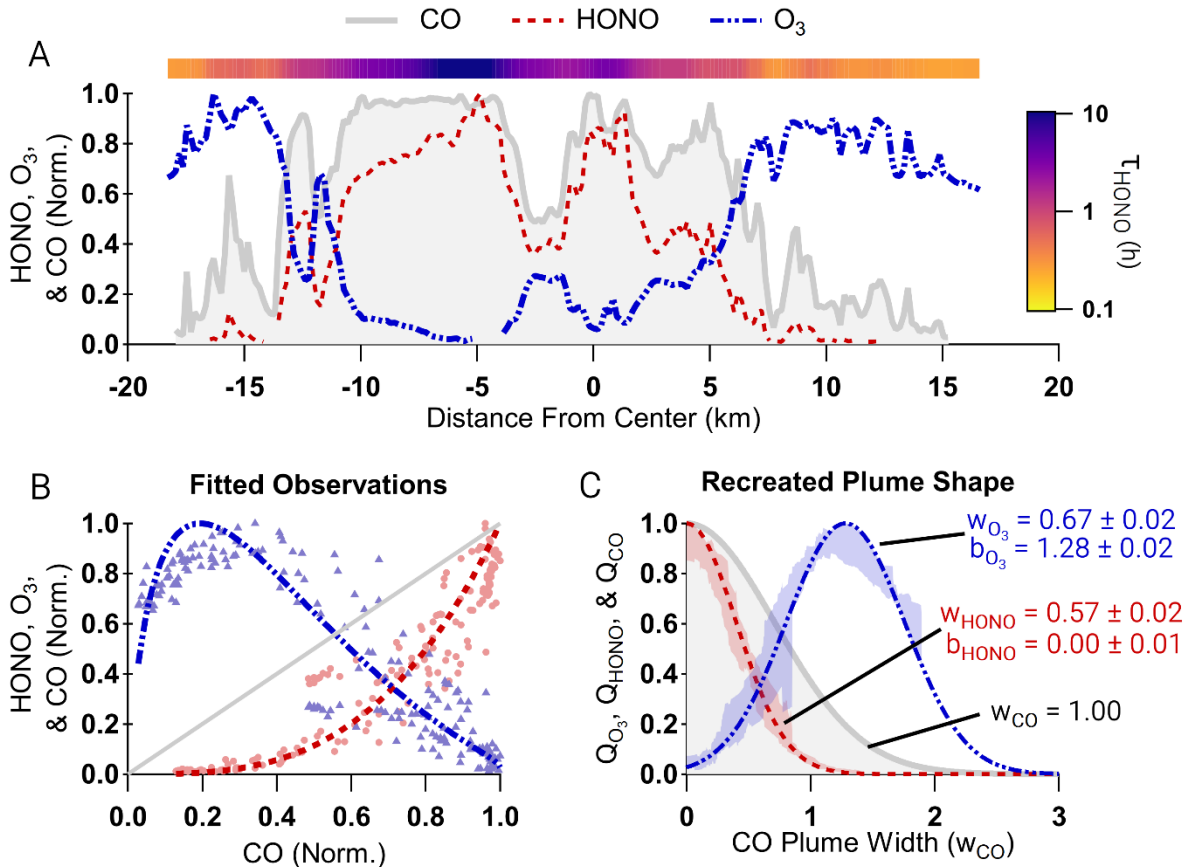 CO HONO O3
A
HONO, O3,
& CO (Norm.)
1.0
0.8
0.6
0.4
0.2
0.0
-20 -15 -10 -5 0 5 10 15 20
Distance From Center (km)
10
1
0.1
τHONO (h)
B
Fitted Observations
HONO, O3,
& CO (Norm.)
1.0
0.8
0.6
0.4
0.2
0.0
0.0 0.2 0.4 0.6 0.8 1.0
CO (Norm.)
C
Recreated Plume Shape
QO3, QHONO, & QCO
1.0
0.8
0.6
0.4
0.2
0.0
0 1 2 3
CO Plume Width (wCO)
wO3 = 0.67 ± 0.02
bO3 = 1.28 ± 0.02
wHONO = 0.57 ± 0.02
bHONO = 0.00 ± 0.01
wCO = 1.00